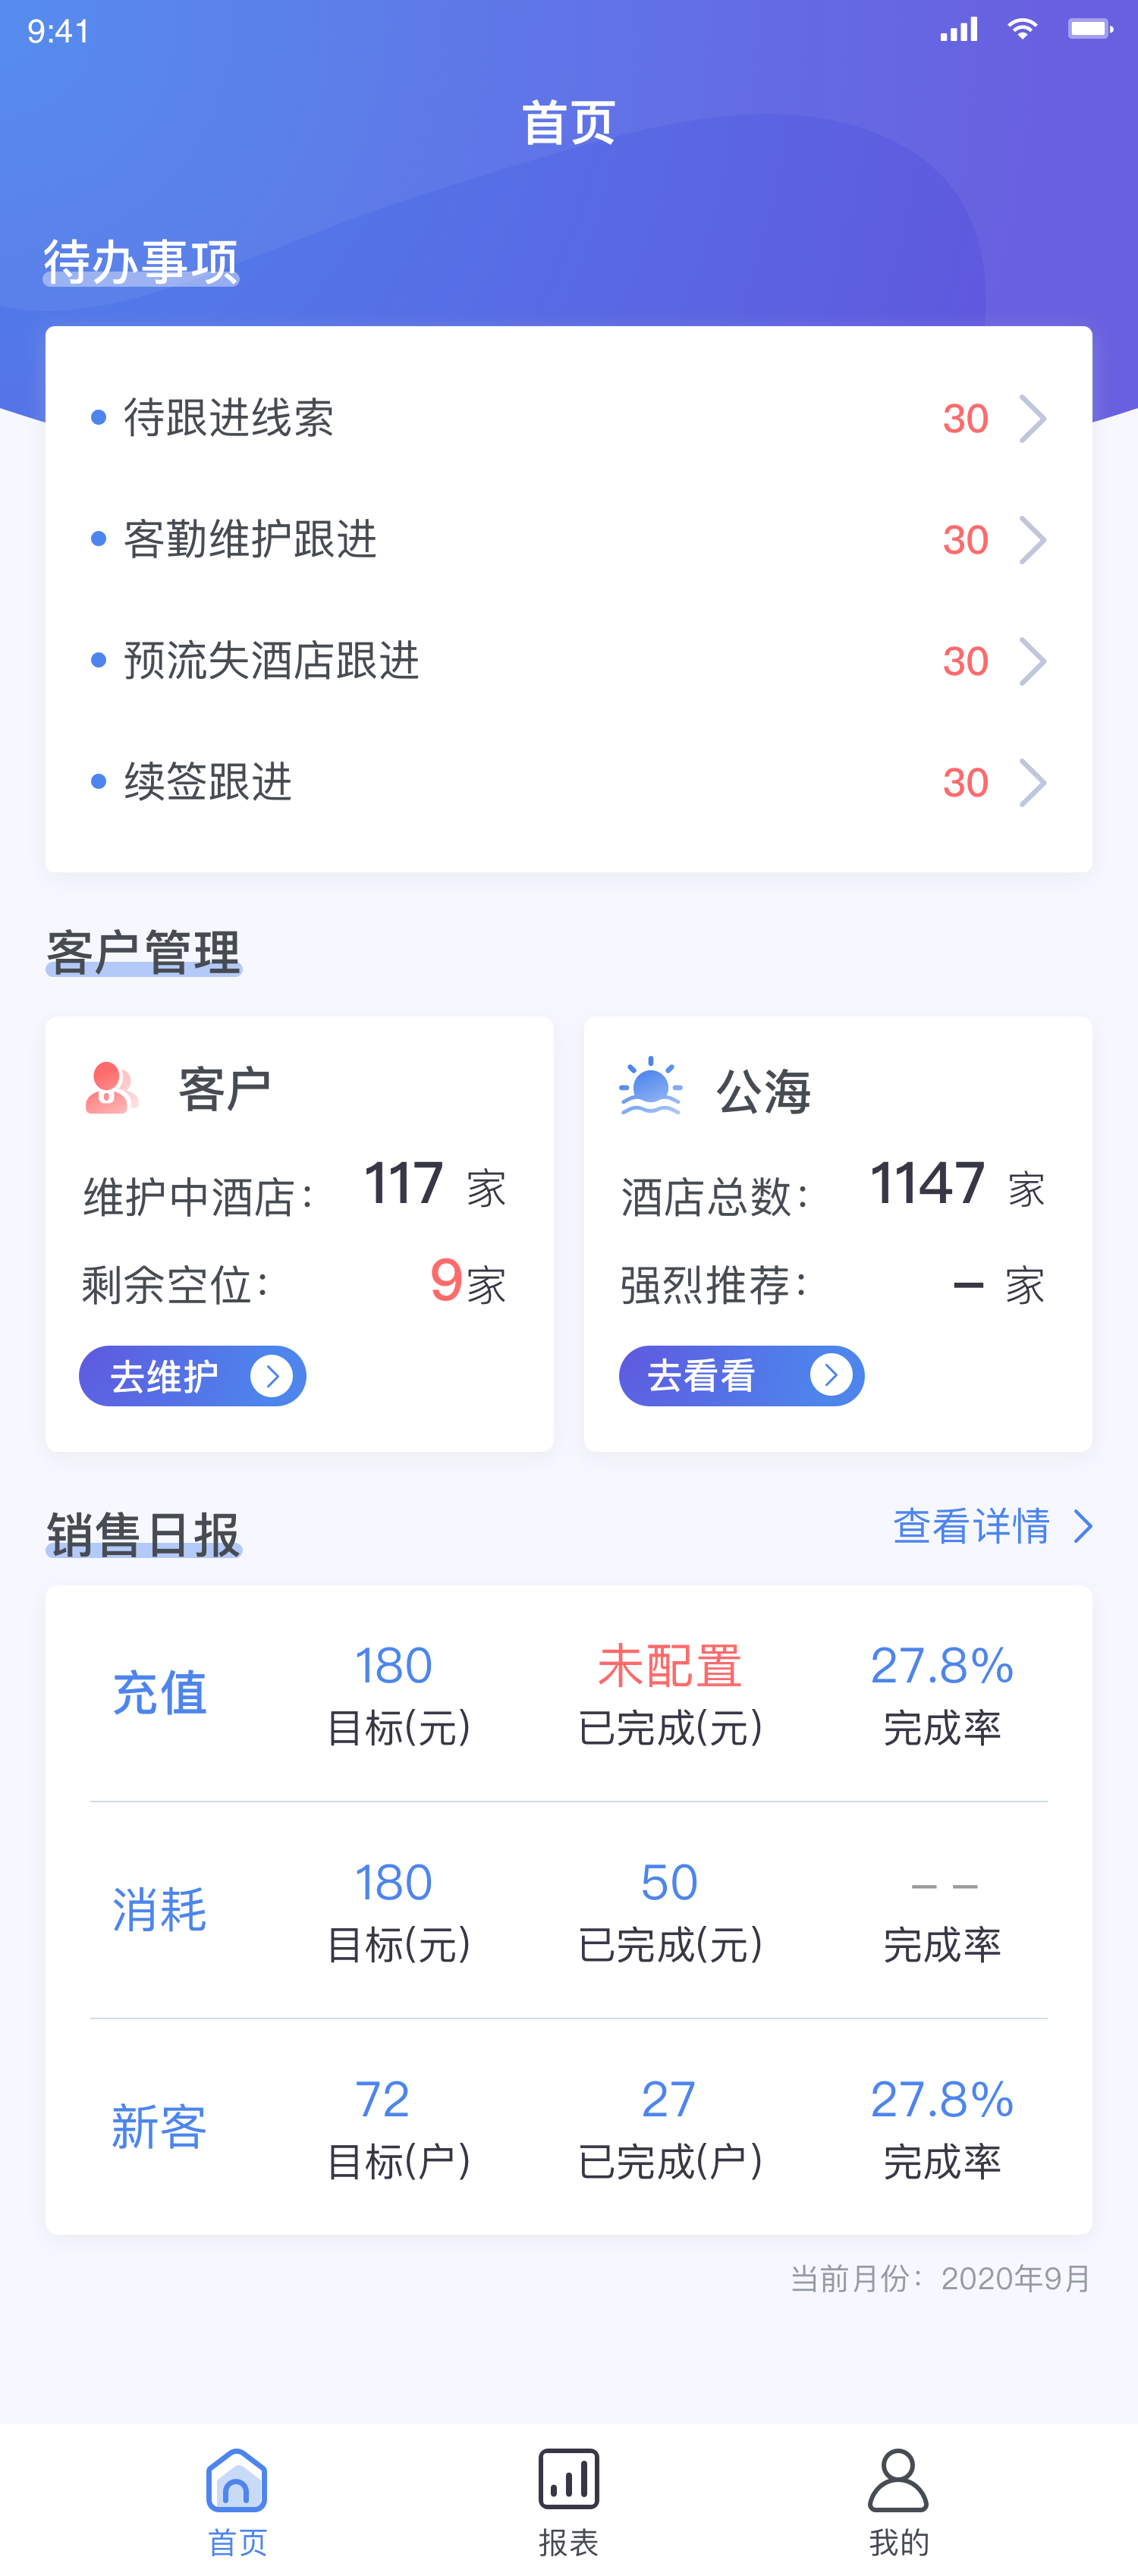 9:41
首页
待办事项
待跟进线索 30
客勤维护跟进 30
预流失酒店跟进 30
续签跟进 30
客户管理
客户
维护中酒店： 117 家
剩余空位： 9家
去维护
公海
酒店总数： 1147 家
强烈推荐： – 家
去看看
销售日报 查看详情
充值 180 未配置 27.8%
目标(元) 已完成(元) 完成率
消耗 180 50 – –
目标(元) 已完成(元) 完成率
新客 72 27 27.8%
目标(户) 已完成(户) 完成率
当前月份：2020年9月
首页 报表 我的